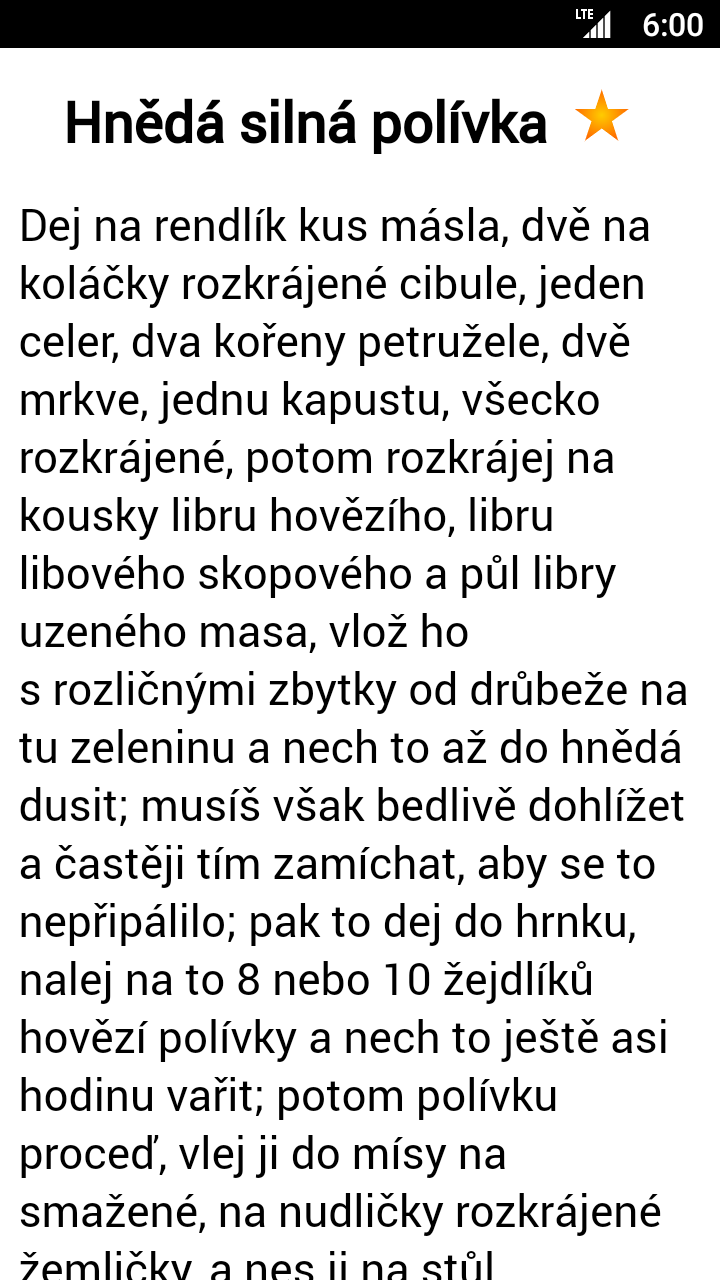 LTE 6:00
Hnědá silná polívka
Dej na rendlík kus másla, dvě na
koláčky rozkrájené cibule, jeden
celer, dva kořeny petružele, dvě
mrkve, jednu kapustu, všecko
rozkrájené, potom rozkrájej na
kousky libru hovězího, libru
libového skopového a půl libry
uzeného masa, vlož ho
s rozličnými zbytky od drůbeže na
tu zeleninu a nech to až do hnědá
dusit; musíš však bedlivě dohlížet
a častěji tím zamíchat, aby se to
nepřipálilo; pak to dej do hrnku,
nalej na to 8 nebo 10 žejdlíků
hovězí polívky a nech to ještě asi
hodinu vařit; potom polívku
proceď, vlej ji do mísy na
smažené, na nudličky rozkrájené
žemličky, a nes ji na stůl.